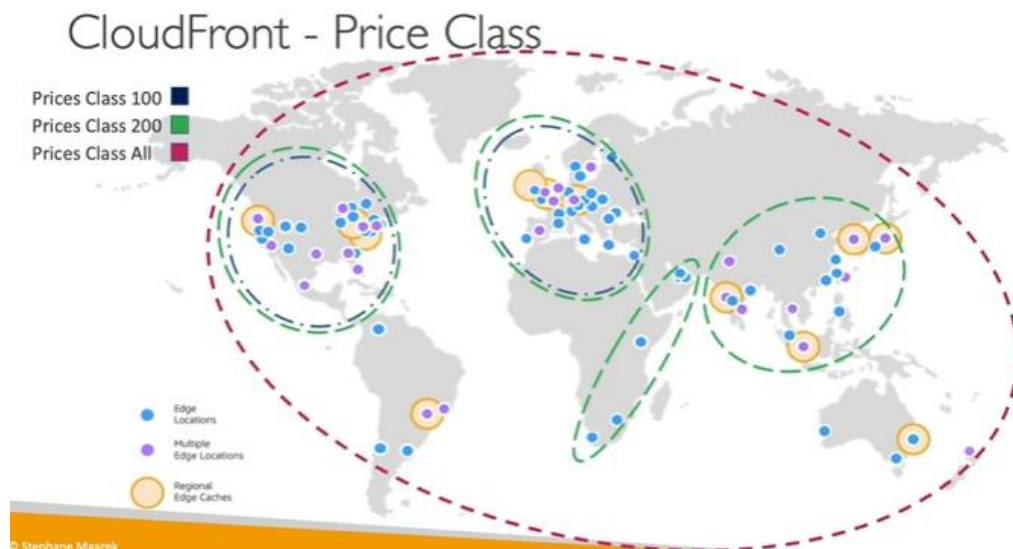 CloudFront - Price Class
Prices Class 100
Prices Class 200
Prices Class All
Edge
Locations
Multiple
Edge Locations
Regional
Edge Caches
© Stephane Maarek